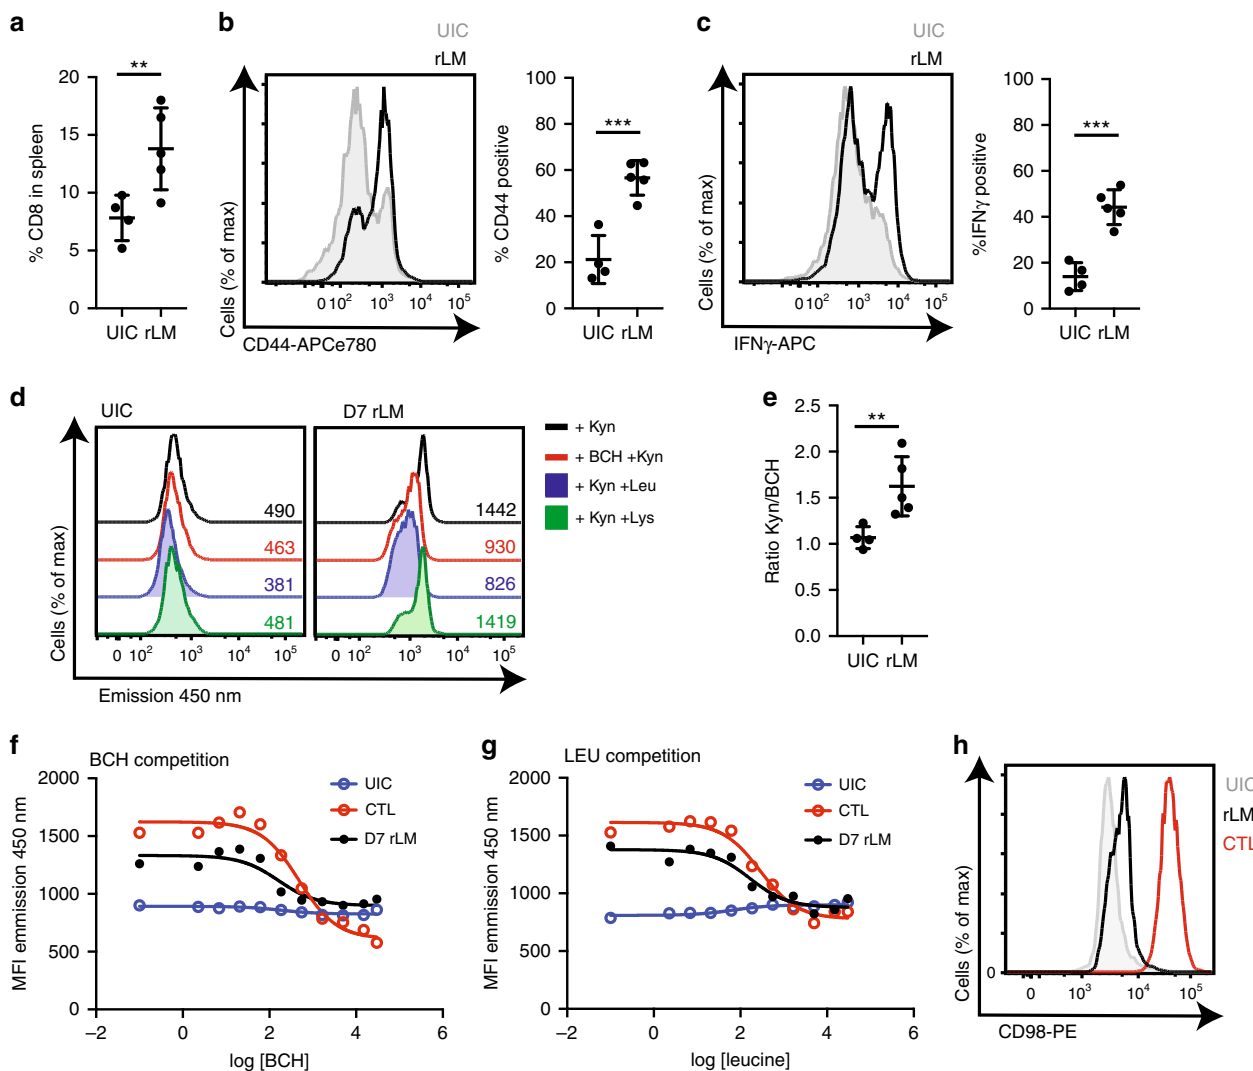 a
**
% CD8 in spleen
20
15
10
5
0
UIC rLM
b
UIC
rLM
Cells (% of max)
0 10² 10³ 10⁴ 10⁵
CD44-APCe780
***
% CD44 positive
100
80
60
40
20
0
UIC rLM
c
UIC
rLM
Cells (% of max)
0 10² 10³ 10⁴ 10⁵
IFNγ-APC
***
%IFNγ positive
100
80
60
40
20
0
UIC rLM
d
UIC
D7 rLM
Cells (% of max)
490
463
381
481
1442
930
826
1419
0 10² 10³ 10⁴ 10⁵
0 10² 10³ 10⁴ 10⁵
Emission 450 nm
+ Kyn
+ BCH +Kyn
+ Kyn +Leu
+ Kyn +Lys
e
**
Ratio Kyn/BCH
2.5
2.0
1.5
1.0
0.5
0.0
UIC rLM
f
BCH competition
MFI emmission 450 nm
2000
1500
1000
500
0
−2 0 2 4 6
log [BCH]
UIC
CTL
D7 rLM
g
LEU competition
MFI emmission 450 nm
2000
1500
1000
500
0
−2 0 2 4 6
log [leucine]
UIC
CTL
D7 rLM
h
UIC
rLM
CTL
Cells (% of max)
0
0 10³ 10⁴ 10⁵
CD98-PE